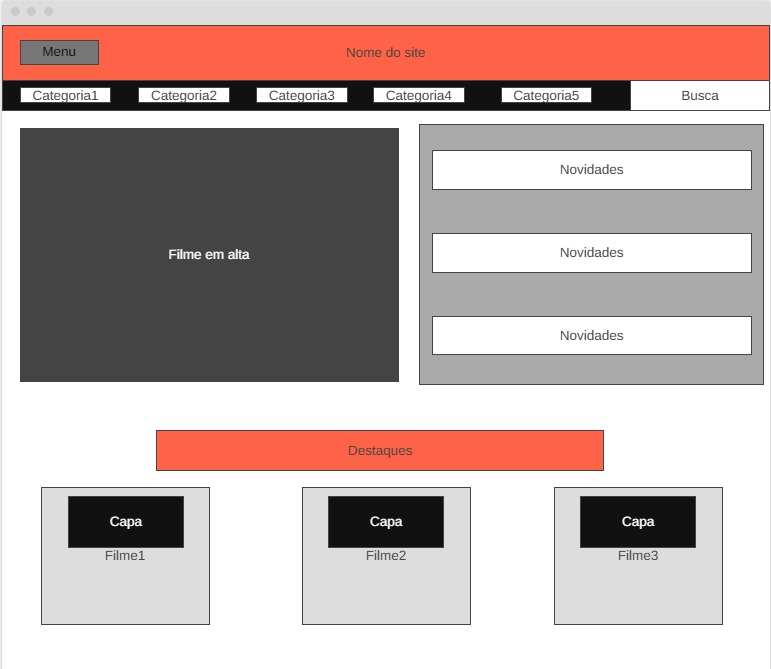 Menu
Nome do site
Categoria1
Categoria2
Categoria3
Categoria4
Categoria5
Busca
Filme em alta
Novidades
Novidades
Novidades
Destaques
Capa
Filme1
Capa
Filme2
Capa
Filme3